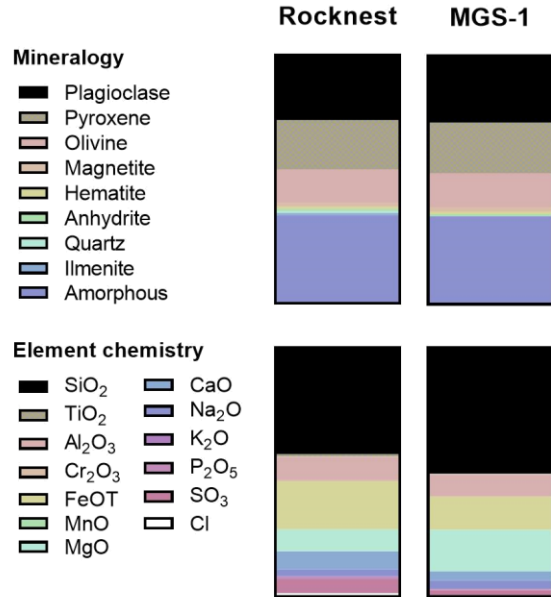 Rocknest MGS-1
Mineralogy
Plagioclase
Pyroxene
Olivine
Magnetite
Hematite
Anhydrite
Quartz
Ilmenite
Amorphous
Element chemistry
SiO₂
TiO₂
Al₂O₃
Cr₂O₃
FeOT
MnO
MgO
CaO
Na₂O
K₂O
P₂O₅
SO₃
Cl